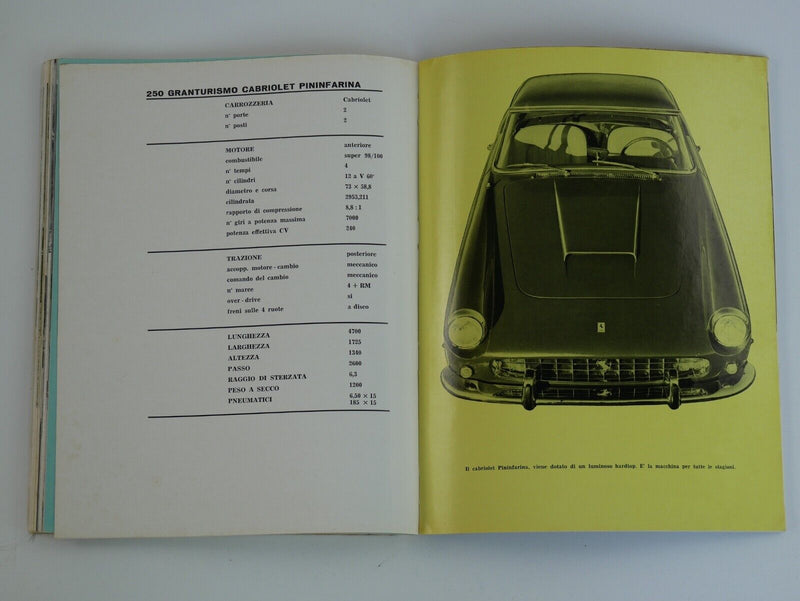 250 GRANTURISMO CABRIOLET PININFARINA
CARROZZERIA Cabriolet
n° porte 2
n° posti 2
MOTORE anteriore
combustibile super 98/100
n° tempi 4
n° cilindri 12 a V 60°
diametro e corsa 73 × 58,8
cilindrata 2953,211
rapporto di compressione 8,8 : 1
n° giri a potenza massima 7000
potenza effettiva CV 240
TRAZIONE posteriore
accopp. motore - cambio meccanico
comando del cambio meccanico
n° marce 4 + RM
over - drive si
freni sulle 4 ruote a disco
LUNGHEZZA 4700
LARGHEZZA 1725
ALTEZZA 1340
PASSO 2600
RAGGIO DI STERZATA 6,3
PESO A SECCO 1200
PNEUMATICI 6,50 × 15
185 × 15
Il cabriolet Pininfarina, viene dotato di un luminoso hardtop. E' la macchina per tutte le stagioni.